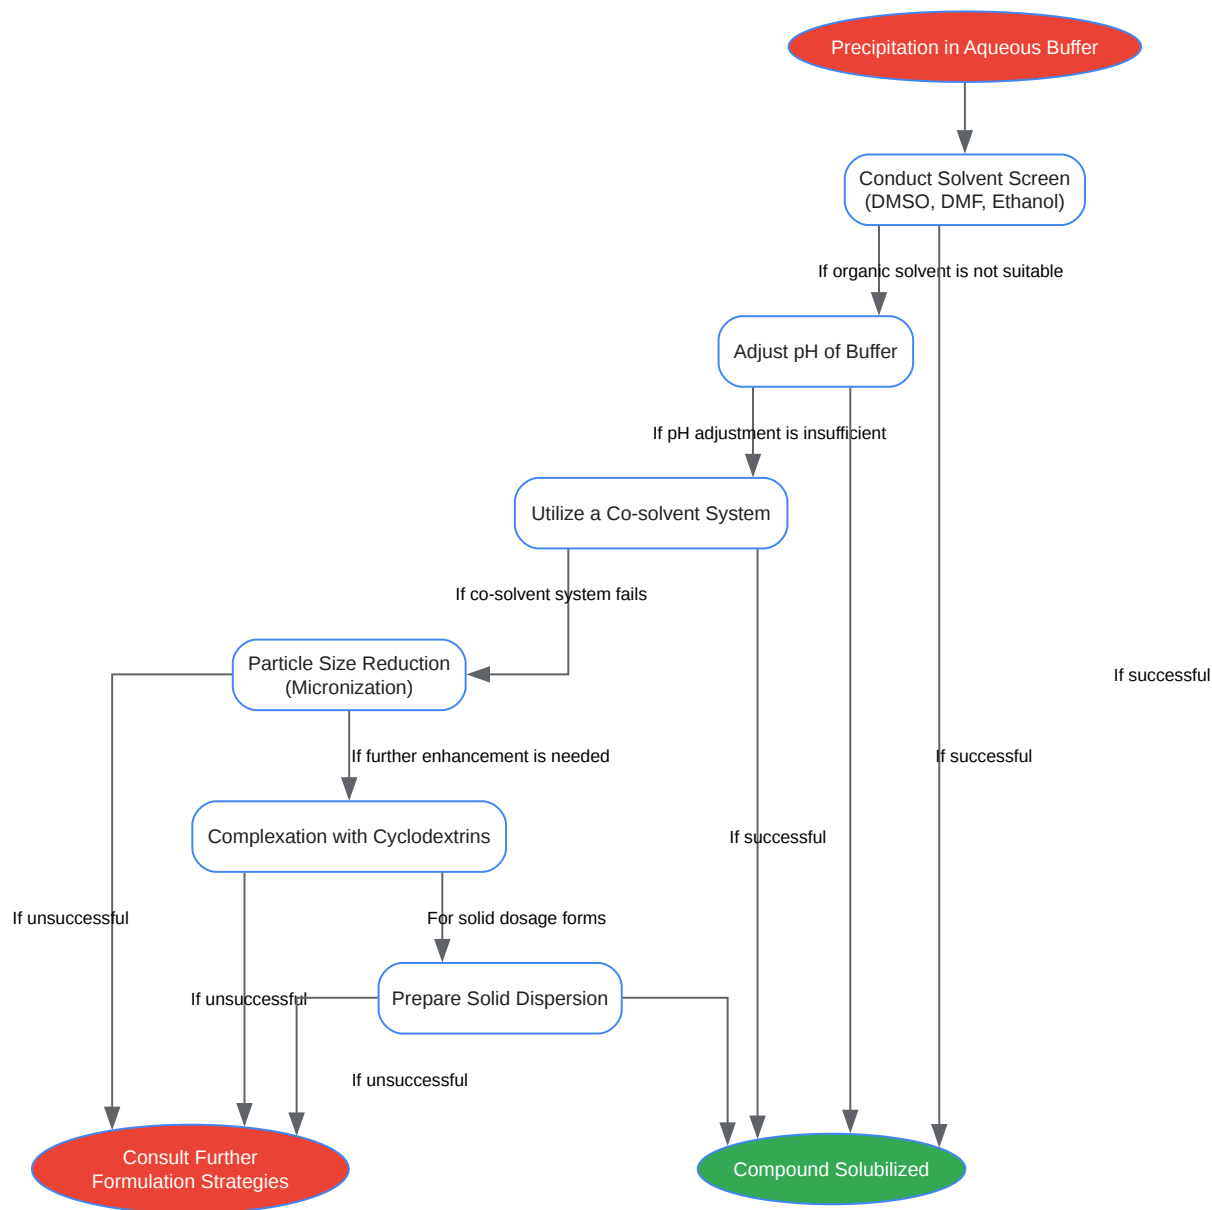 Precipitation in Aqueous Buffer
Conduct Solvent Screen
(DMSO, DMF, Ethanol)
If organic solvent is not suitable
Adjust pH of Buffer
If pH adjustment is insufficient
Utilize a Co-solvent System
If co-solvent system fails
Particle Size Reduction
(Micronization)
If successful
If further enhancement is needed
If successful
Complexation with Cyclodextrins
If successful
If unsuccessful
For solid dosage forms
If unsuccessful
Prepare Solid Dispersion
If unsuccessful
Consult Further
Formulation Strategies
Compound Solubilized